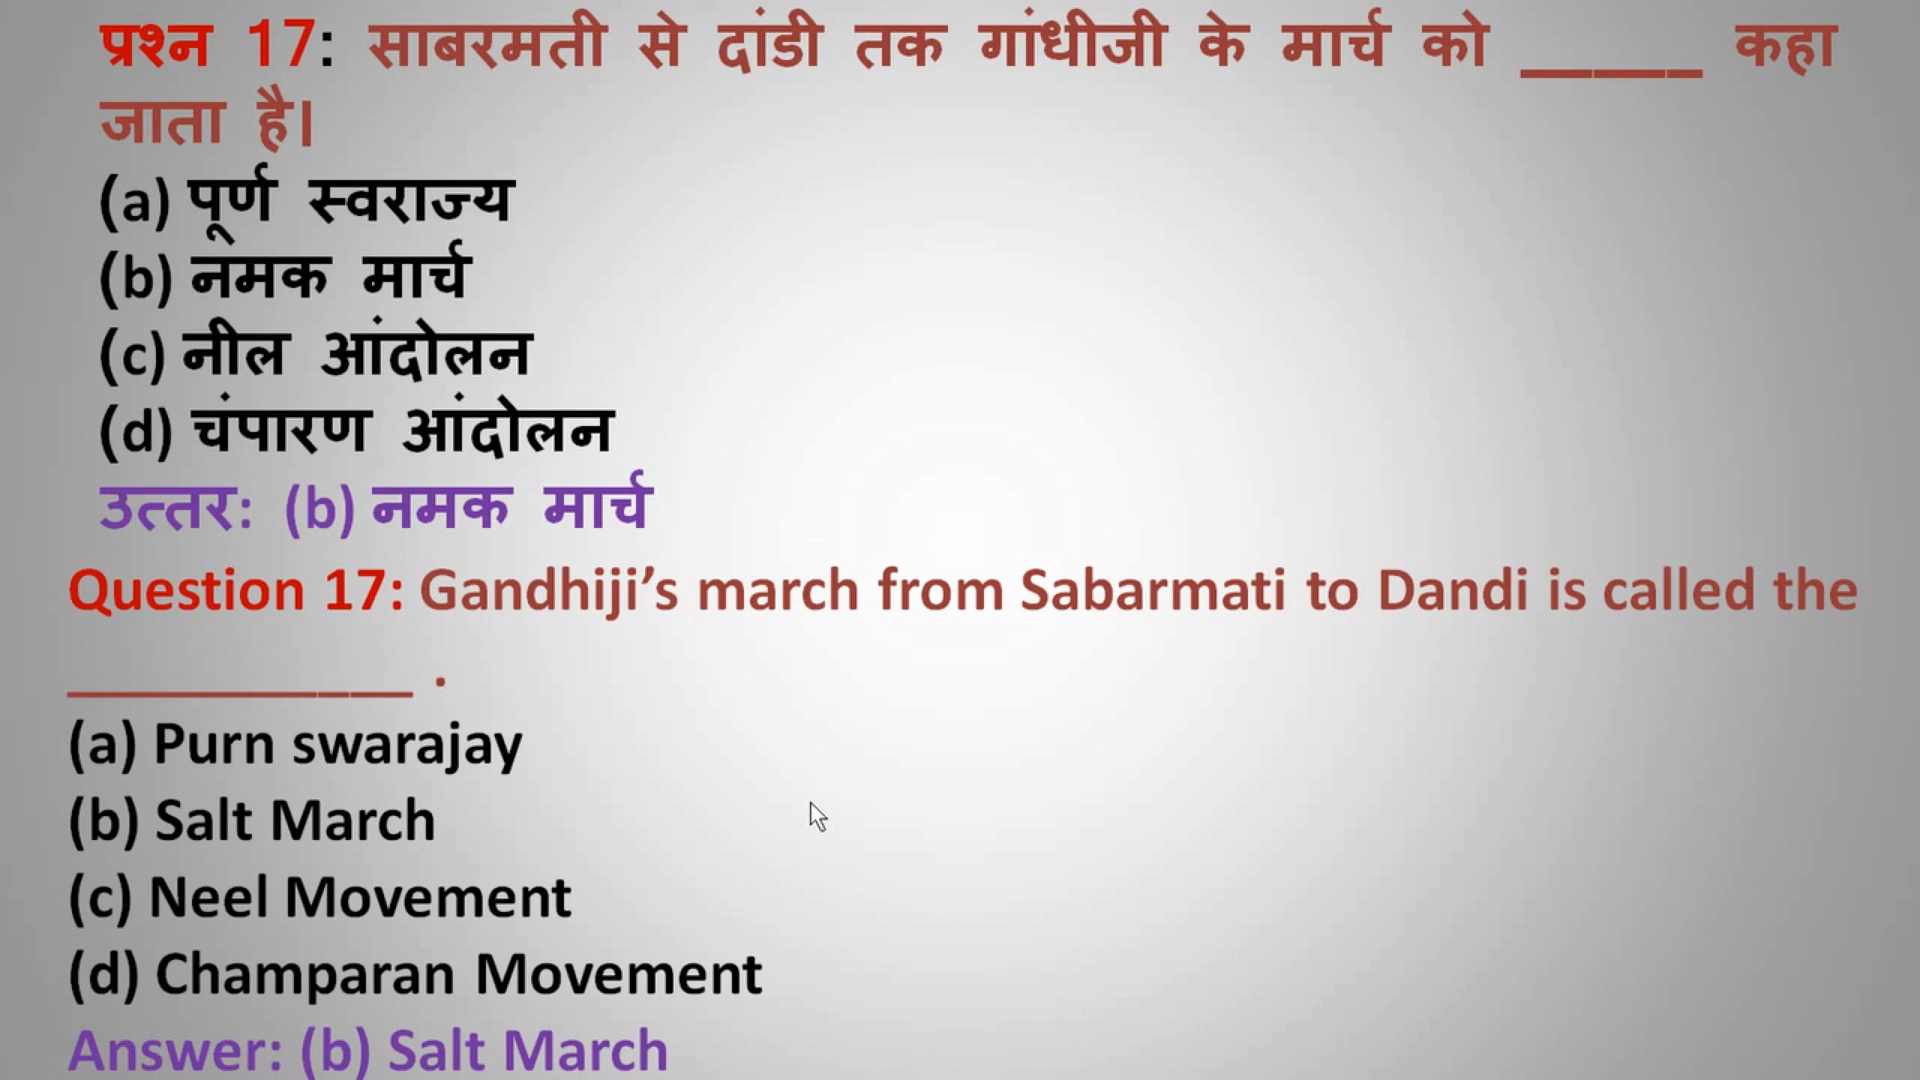 प्रश्न 17: साबरमती से दांडी तक गांधीजी के मार्च को _____ कहा
जाता है।
(a) पूर्ण स्वराज्य
(b) नमक मार्च
(c) नील आंदोलन
(d) चंपारण आंदोलन
उत्तर: (b) नमक मार्च
Question 17: Gandhiji’s march from Sabarmati to Dandi is called the
___________ .
(a) Purn swarajay
(b) Salt March
(c) Neel Movement
(d) Champaran Movement
Answer: (b) Salt March